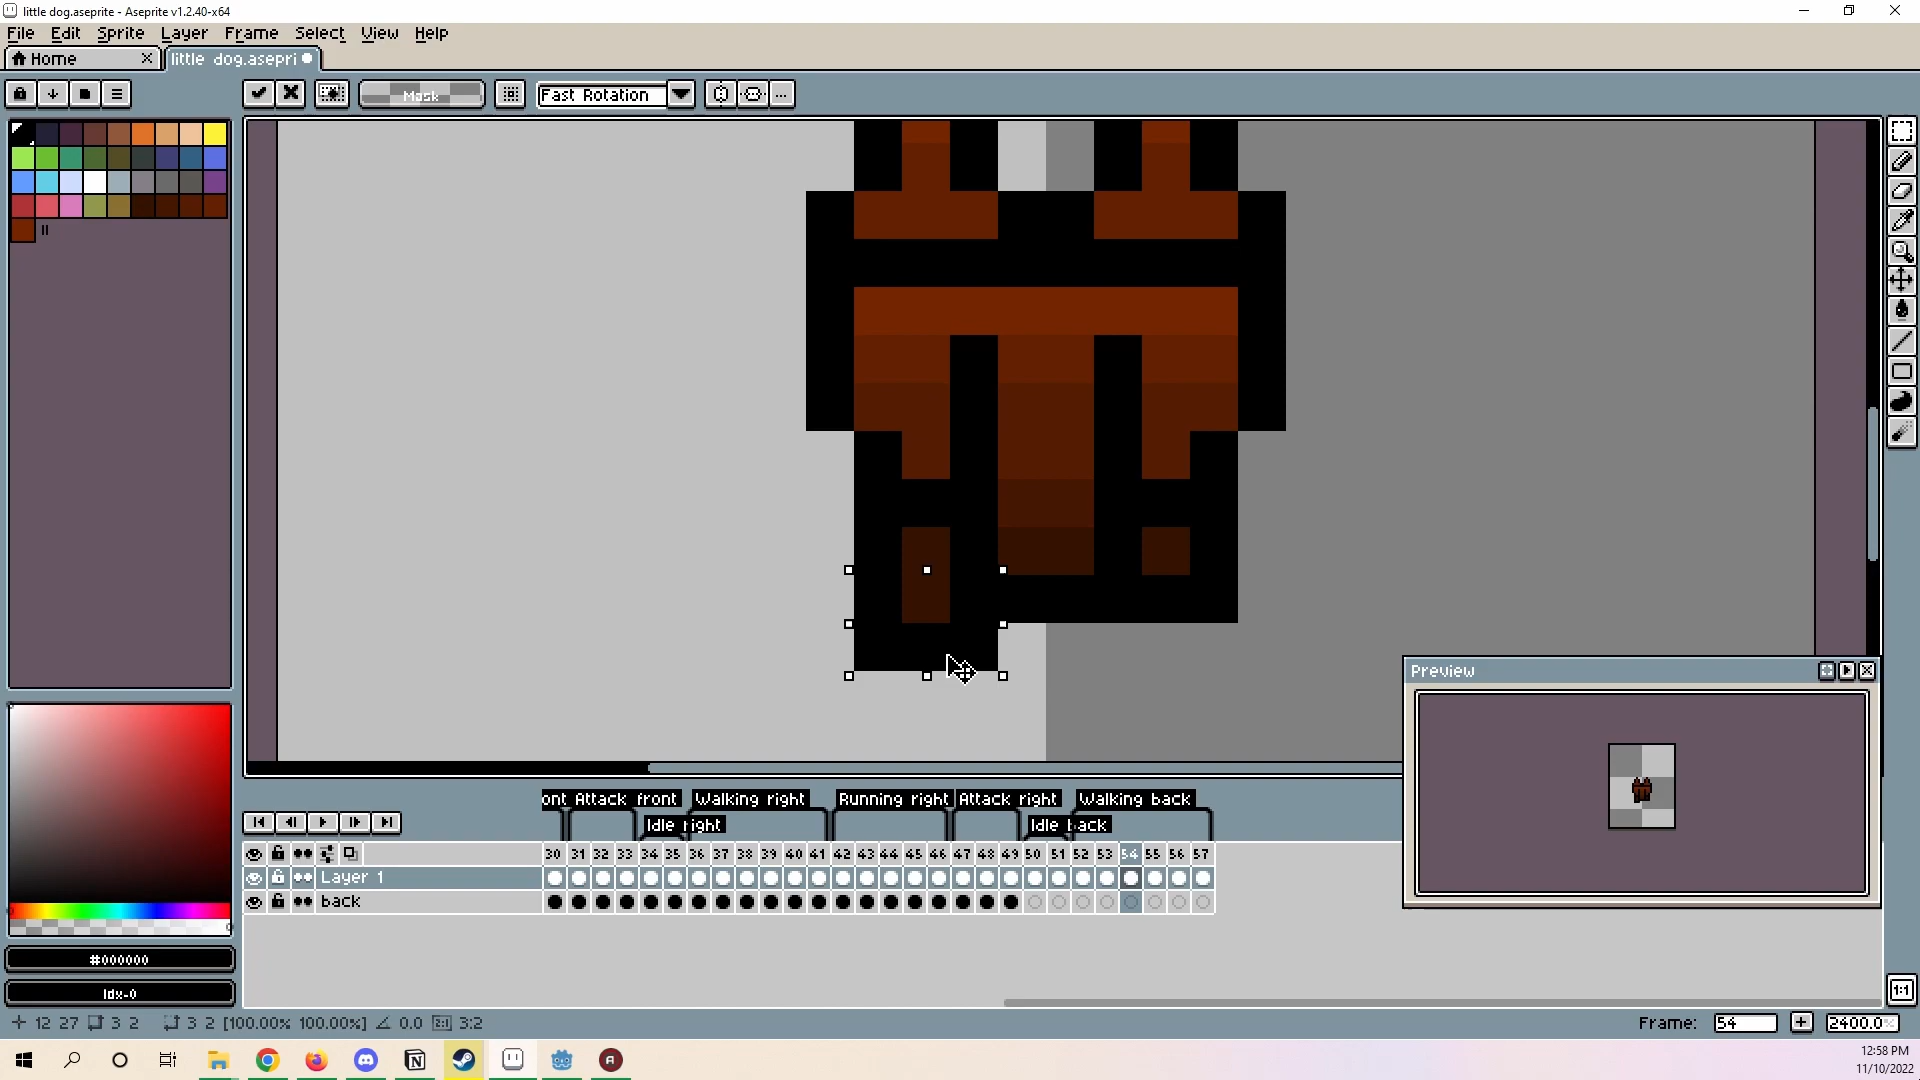 little dog.aseprite - Aseprite v1.2.40-x64
File Edit Sprite Layer Frame Select View Help
Home
little dog.asepri
Mask
Fast Rotation
Preview
ont Attack front Walking right Running right Attack right Walking back
Idle right Idle back
30 31 32 33 34 35 36 37 38 39 40 41 42 43 44 45 46 47 48 49 50 51 52 53 54 55 56 57
Layer 1
back
#000000
Idx-0
12 27 3 2 3 2 [100.00% 100.00%] 0.0 3:2
Frame: 54 + 2400.0
1:1
12:58 PM
11/10/2022